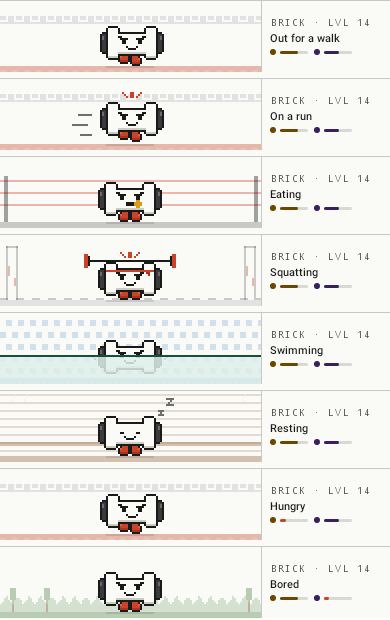 BRICK · LVL 14
Out for a walk
BRICK · LVL 14
On a run
BRICK · LVL 14
Eating
BRICK · LVL 14
Squatting
BRICK · LVL 14
Swimming
z
z
BRICK · LVL 14
Resting
BRICK · LVL 14
Hungry
BRICK · LVL 14
Bored